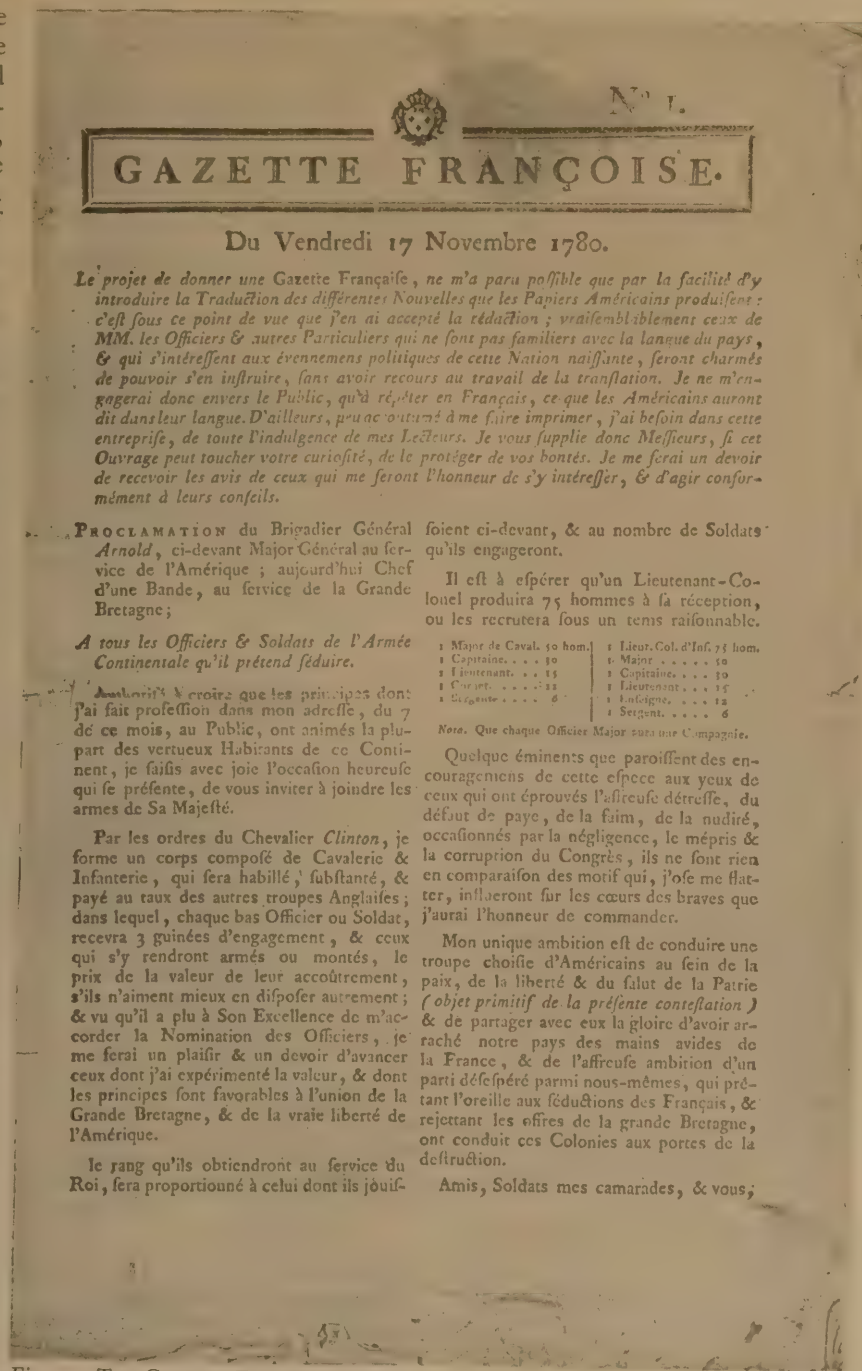 Nº 1.
GAZETTE FRANÇOISE.
Du Vendredi 17 Novembre 1780.
Le projet de donner une Gazette Françaiſe, ne m'a paru poſſible que par la facilité d'y
introduire la Traduction des différentes Nouvelles que les Papiers Américains produiſent :
c'eſt ſous ce point de vue que j'en ai accepté la rédaction ; vraiſemblablement ceux de
MM. les Officiers & autres Particuliers qui ne ſont pas familiers avec la langue du pays,
& qui s'intéreſſent aux évennemens politiques de cette Nation naiſſante, ſeront charmés
de pouvoir s'en inſtruire, ſans avoir recours au travail de la tranſlation. Je ne m'en-
gagerai donc envers le Public, qu'à répéter en Français, ce que les Américains auront
dit dans leur langue. D'ailleurs, peu accoutumé à me faire imprimer, j'ai beſoin dans cette
entrepriſe, de toute l'indulgence de mes Lecteurs. Je vous ſupplie donc Meſſieurs, ſi cet
Ouvrage peut toucher votre curioſité, de le protéger de vos bontés. Je me ferai un devoir
de recevoir les avis de ceux qui me feront l'honneur de s'y intéreſſer, & d'agir confor-
mément à leurs conſeils.
PROCLAMATION du Brigadier Général
Arnold, ci-devant Major Général au ſer-
vice de l'Amérique ; aujourd'hui Chef
d'une Bande, au ſervice de la Grande
Bretagne ;
A tous les Officiers & Soldats de l'Armée
Continentale qu'il prétend ſéduire.
Authoriſé à croire que les principes dont
j'ai fait profeſſion dans mon adreſſe, du 7
de ce mois, au Public, ont animés la plu-
part des vertueux Habitants de ce Conti-
nent, je ſaiſis avec joie l'occaſion heureuſe
qui ſe préſente, de vous inviter à joindre les
armes de Sa Majeſté.
Par les ordres du Chevalier Clinton, je
forme un corps compoſé de Cavalerie &
Infanterie, qui ſera habillé, ſubſtanté, &
payé au taux des autres troupes Anglaiſes ;
dans lequel, chaque bas Officier ou Soldat,
recevra 3 guinées d'engagement, & ceux
qui s'y rendront armés ou montés, le
prix de la valeur de leur accoûtrement,
s'ils n'aiment mieux en diſpoſer autrement ;
& vu qu'il a plu à Son Excellence de m'ac-
corder la Nomination des Officiers, je
me ferai un plaiſir & un devoir d'avancer
ceux dont j'ai expérimenté la valeur, & dont
les principes ſont favorables à l'union de la
Grande Bretagne, & de la vraie liberté de
l'Amérique.
le rang qu'ils obtiendront au ſervice du
Roi, ſera proportiouné à celui dont ils jouiſ-
ſoient ci-devant, & au nombre de Soldats
qu'ils engageront.
Il eſt à eſpérer qu'un Lieutenant-Co-
lonel produira 75 hommes à ſa réception,
ou les recrutera ſous un tems raiſonnable.
1 Major de Caval. 50 hom.
1 Capitaine. . . . 30
1 Lieutenant. . . 15
1 Cornet. . . . . 12
1 Sergente . . . 6
1 Lieut. Col. d'Inf. 75 hom.
1 Major . . . . . 50
1 Capitaine. . . . 30
1 Lieutenant . . . 15
1 Enſeigne. . . . 12
1 Sergent. . . . . 6
Nota. Que chaque Officier Major aura une Compagnie.
Quelque éminents que paroiſſent des en-
couragemens de cette eſpece aux yeux de
ceux qui ont éprouvés l'affreuſe détreſſe, du
défaut de paye, de la faim, de la nudité,
occaſionnés par la négligence, le mépris &
la corruption du Congrès, ils ne ſont rien
en comparaiſon des motif qui, j'oſe me flat-
ter, influeront ſur les cœurs des braves que
j'aurai l'honneur de commander.
Mon unique ambition eſt de conduire une
troupe choiſie d'Américains au ſein de la
paix, de la liberté & du ſalut de la Patrie
( objet primitif de la préſente conteſtation )
& de partager avec eux la gloire d'avoir ar-
raché notre pays des mains avides de
la France, & de l'affreuſe ambition d'un
parti déſeſpéré parmi nous-mêmes, qui pré-
tant l'oreille aux ſéductions des Français, &
rejettant les offres de la grande Bretagne,
ont conduit ces Colonies aux portes de la
deſtruction.
Amis, Soldats mes camarades, & vous,